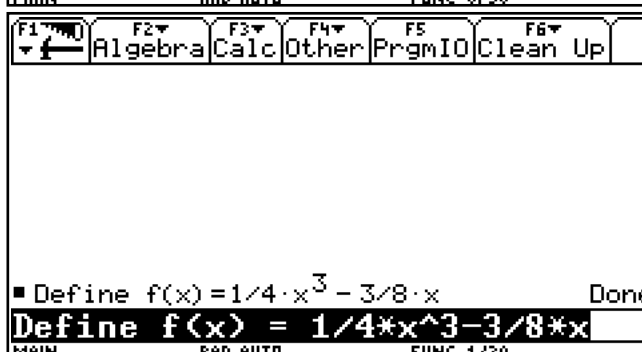 F1 F2 F3 F4 F5 F6
Algebra Calc Other PrgmIO Clean Up
Define f(x)=1/4·x³-3/8·x Done
Define f(x) = 1/4*x^3-3/8*x
MAIN RAD AUTO FUNC 1/30